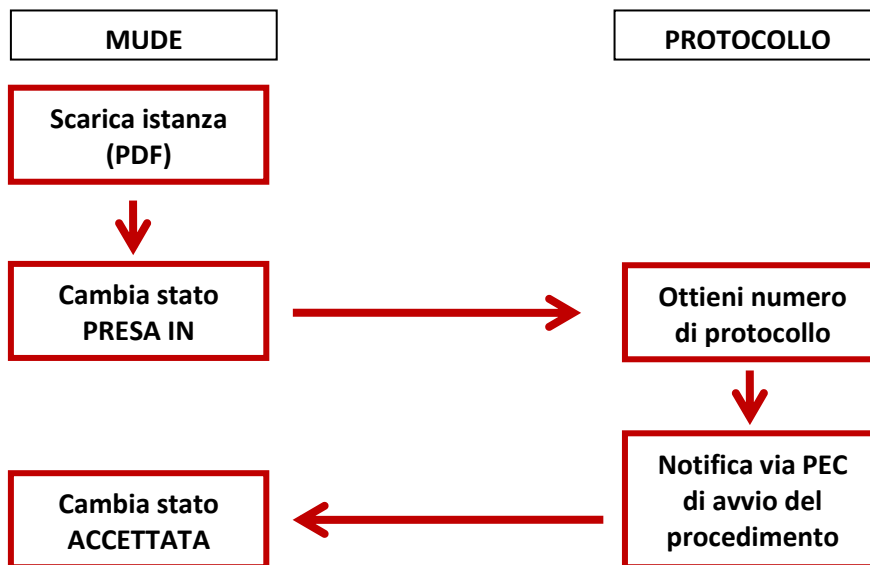 MUDE
PROTOCOLLO
Scarica istanza
(PDF)
Cambia stato
PRESA IN
Ottieni numero
di protocollo
Notifica via PEC
di avvio del
procedimento
Cambia stato
ACCETTATA